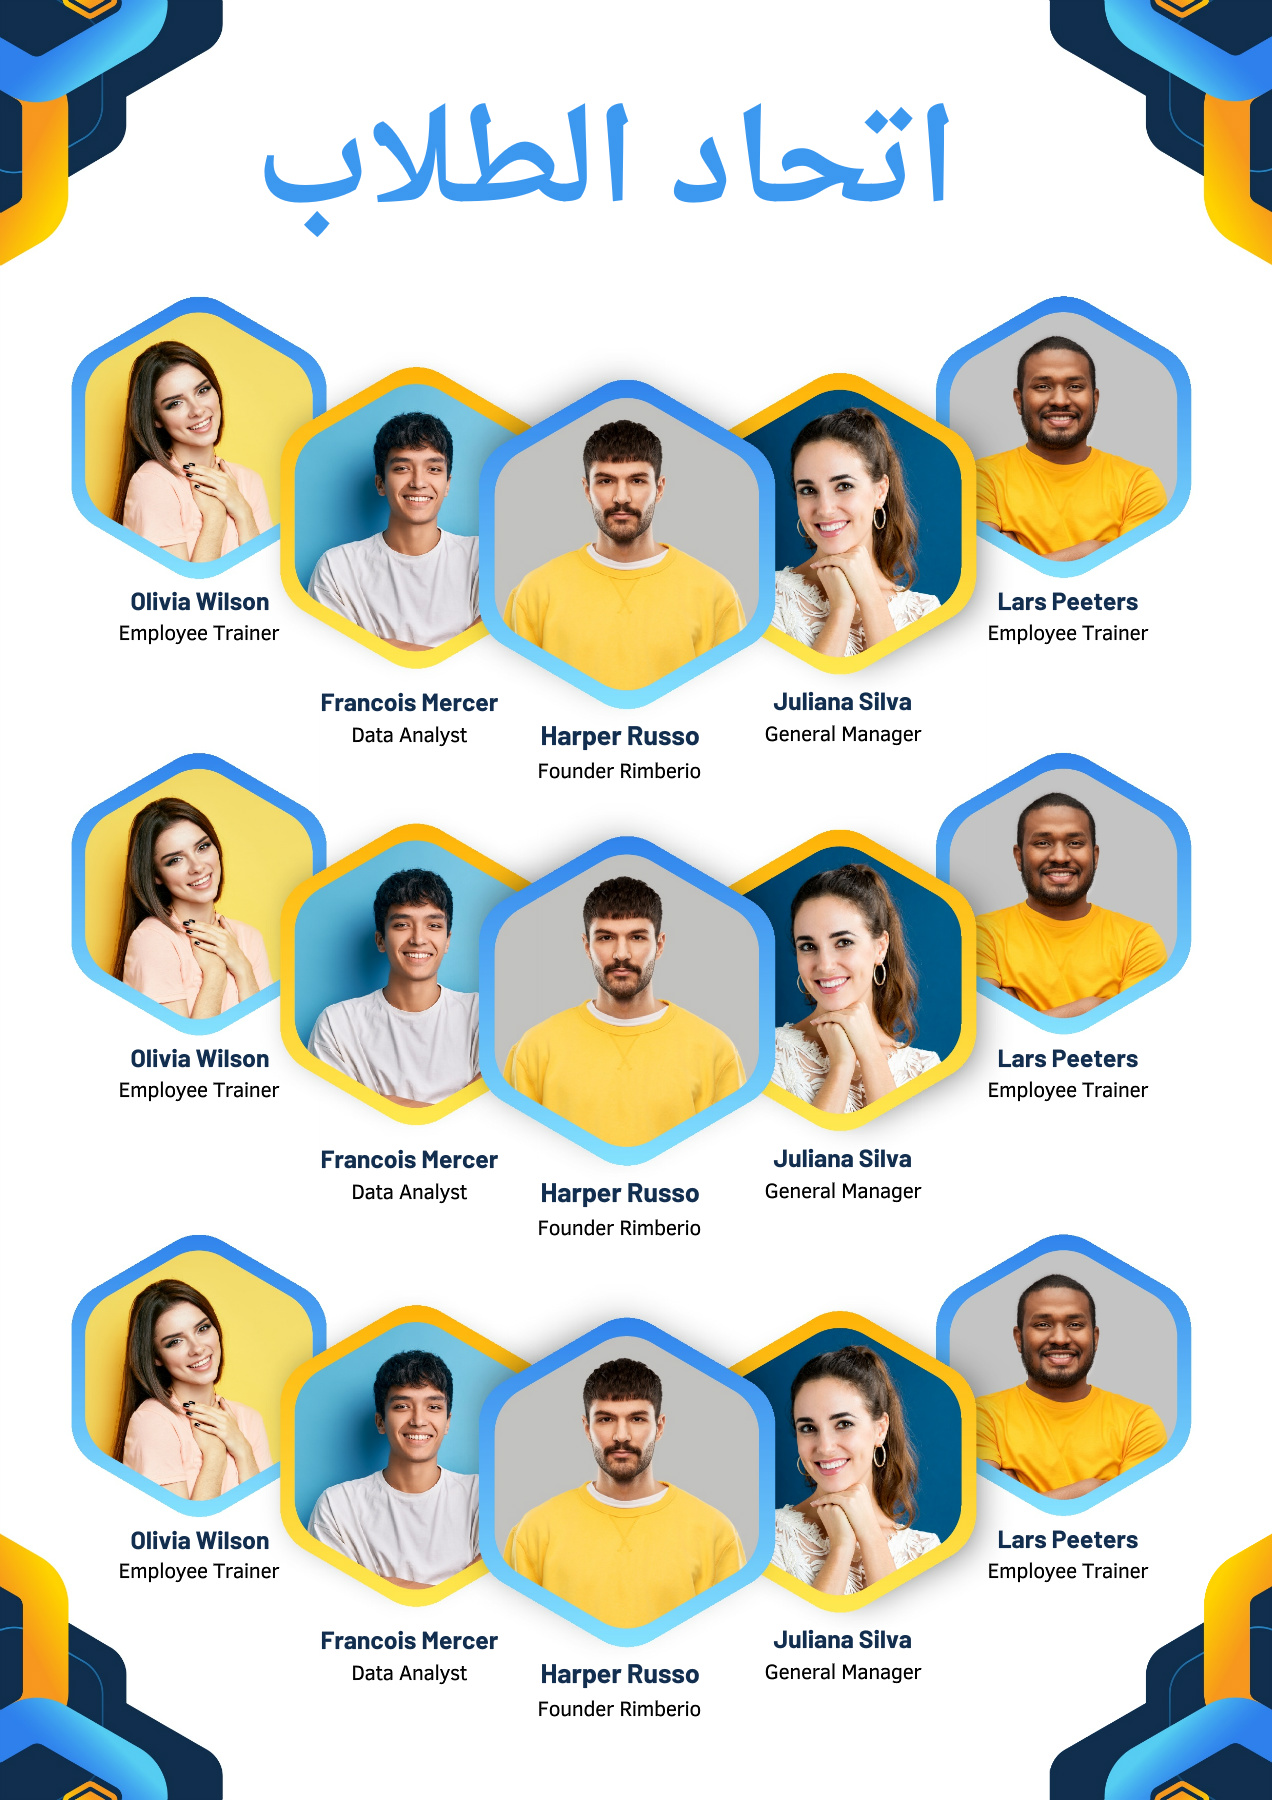 اتحاد الطلاب
Olivia Wilson
Employee Trainer
Francois Mercer
Data Analyst
Harper Russo
Founder Rimberio
Juliana Silva
General Manager
Lars Peeters
Employee Trainer
Olivia Wilson
Employee Trainer
Francois Mercer
Data Analyst
Harper Russo
Founder Rimberio
Juliana Silva
General Manager
Lars Peeters
Employee Trainer
Olivia Wilson
Employee Trainer
Francois Mercer
Data Analyst
Harper Russo
Founder Rimberio
Juliana Silva
General Manager
Lars Peeters
Employee Trainer